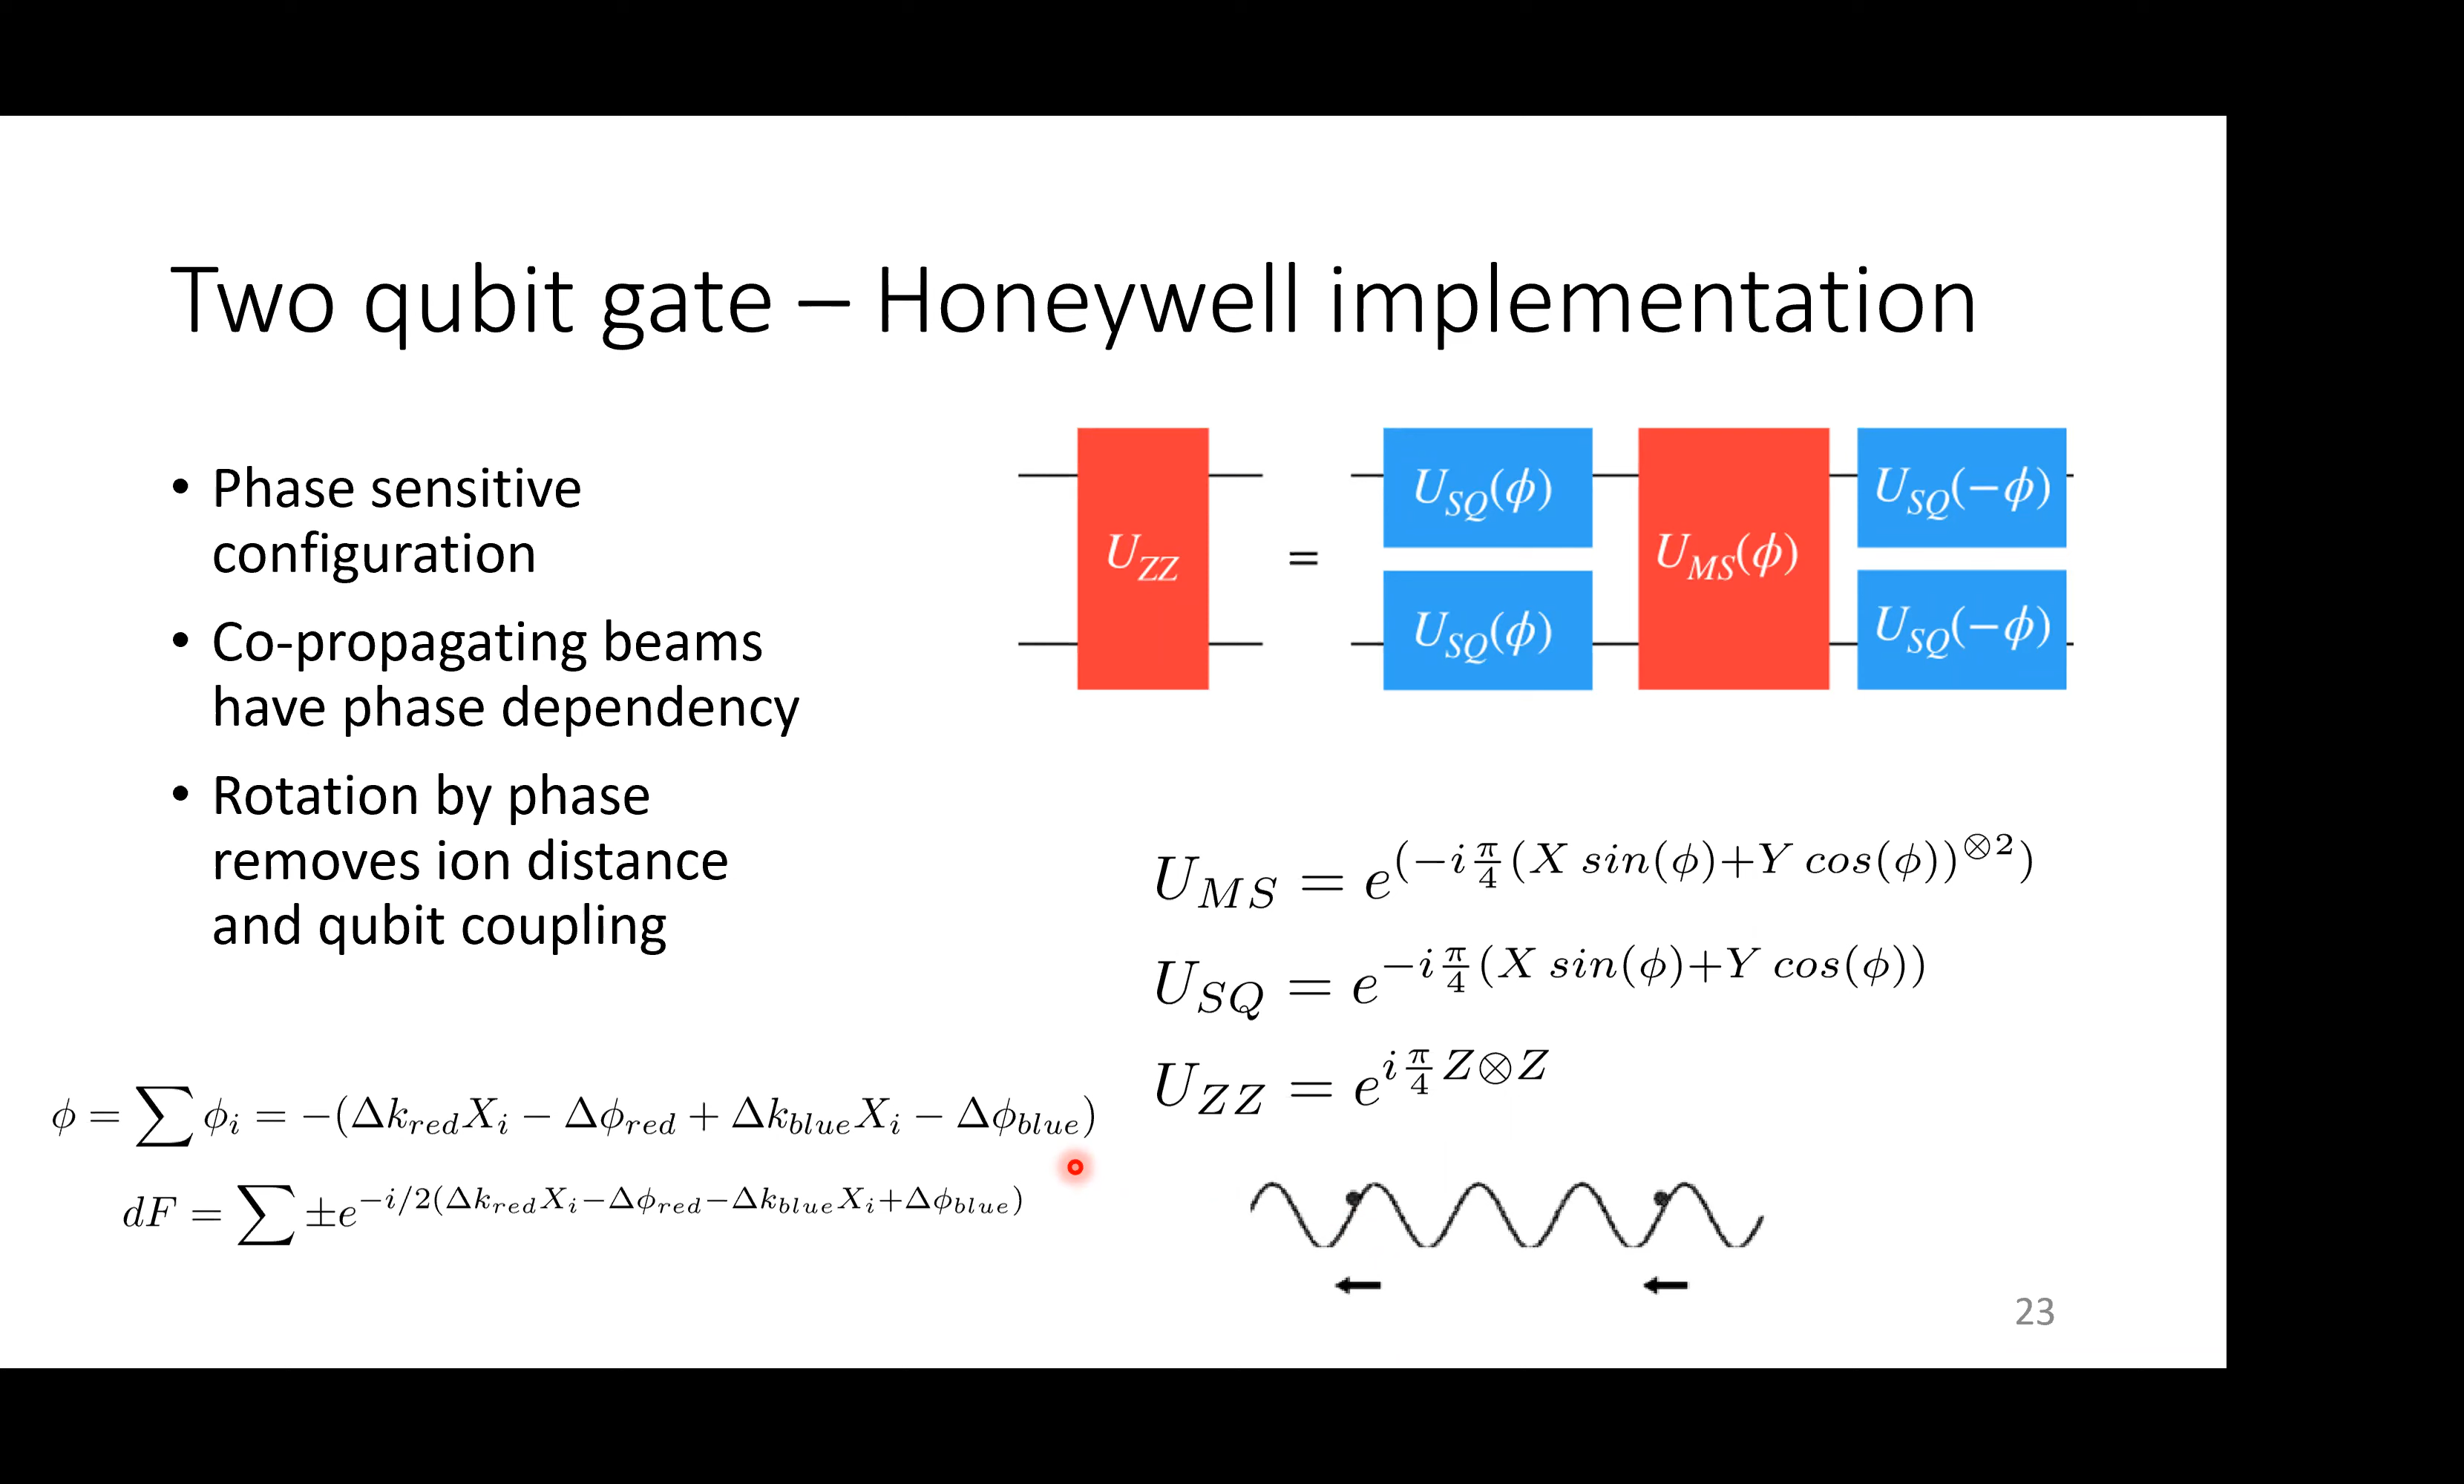 Two qubit gate – Honeywell implementation
• Phase sensitive
configuration
• Co-propagating beams
have phase dependency
• Rotation by phase
removes ion distance
and qubit coupling
U_{ZZ} = U_{SQ}(ϕ) U_{SQ}(ϕ) U_{MS}(ϕ) U_{SQ}(−ϕ) U_{SQ}(−ϕ)
U_{MS} = e^{(−i π/4 (X sin(ϕ)+Y cos(ϕ))^{⊗2})}
U_{SQ} = e^{−i π/4 (X sin(ϕ)+Y cos(ϕ))}
U_{ZZ} = e^{i π/4 Z⊗Z}
ϕ = ∑ ϕ_i = −(Δk_{red}X_i − Δϕ_{red} + Δk_{blue}X_i − Δϕ_{blue})
dF = ∑ ±e^{−i/2(Δk_{red}X_i−Δϕ_{red}−Δk_{blue}X_i+Δϕ_{blue})}
23